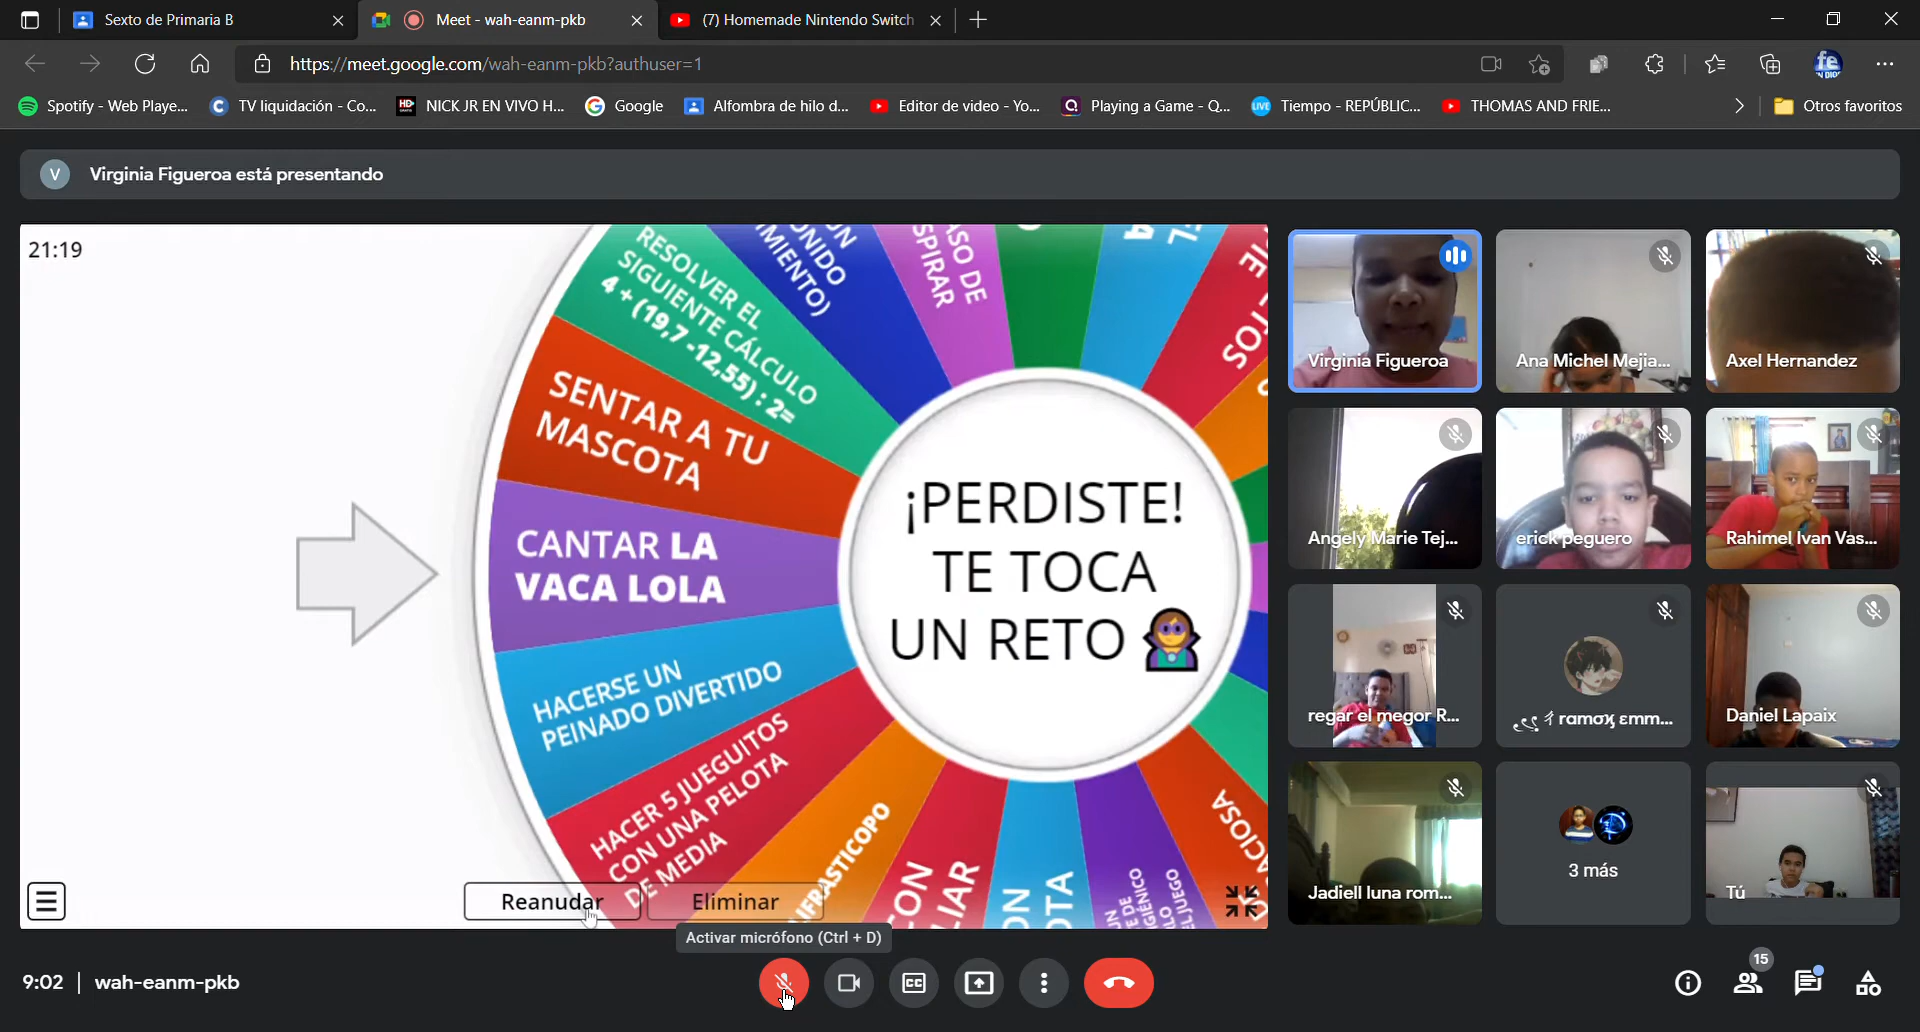 Sexto de Primaria B
Meet - wah-eanm-pkb
(7) Homemade Nintendo Switch
https://meet.google.com/wah-eanm-pkb?authuser=1
Spotify - Web Playe...
TV liquidación - Co...
NICK JR EN VIVO H...
Google
Alfombra de hilo d...
Editor de video - Yo...
Playing a Game - Q...
Tiempo - REPÚBLIC...
THOMAS AND FRIE...
Otros favoritos
V
Virginia Figueroa está presentando
21:19
RESOLVER EL
SIGUIENTE CÁLCULO
4 + (19,7 -12,55) : 2=
SENTAR A TU
MASCOTA
CANTAR LA
VACA LOLA
HACERSE UN
PEINADO DIVERTIDO
HACER 5 JUEGUITOS
CON UNA PELOTA
DE MEDIA
¡PERDISTE!
TE TOCA
UN RETO
Reanudar
Eliminar
Activar micrófono (Ctrl + D)
Virginia Figueroa
Ana Michel Mejia...
Axel Hernandez
Angely Marie Tej...
erick peguero
Rahimel Ivan Vas...
regar el megor R...
Daniel Lapaix
Jadiell luna rom...
3 más
Tú
9:02
wah-eanm-pkb
15